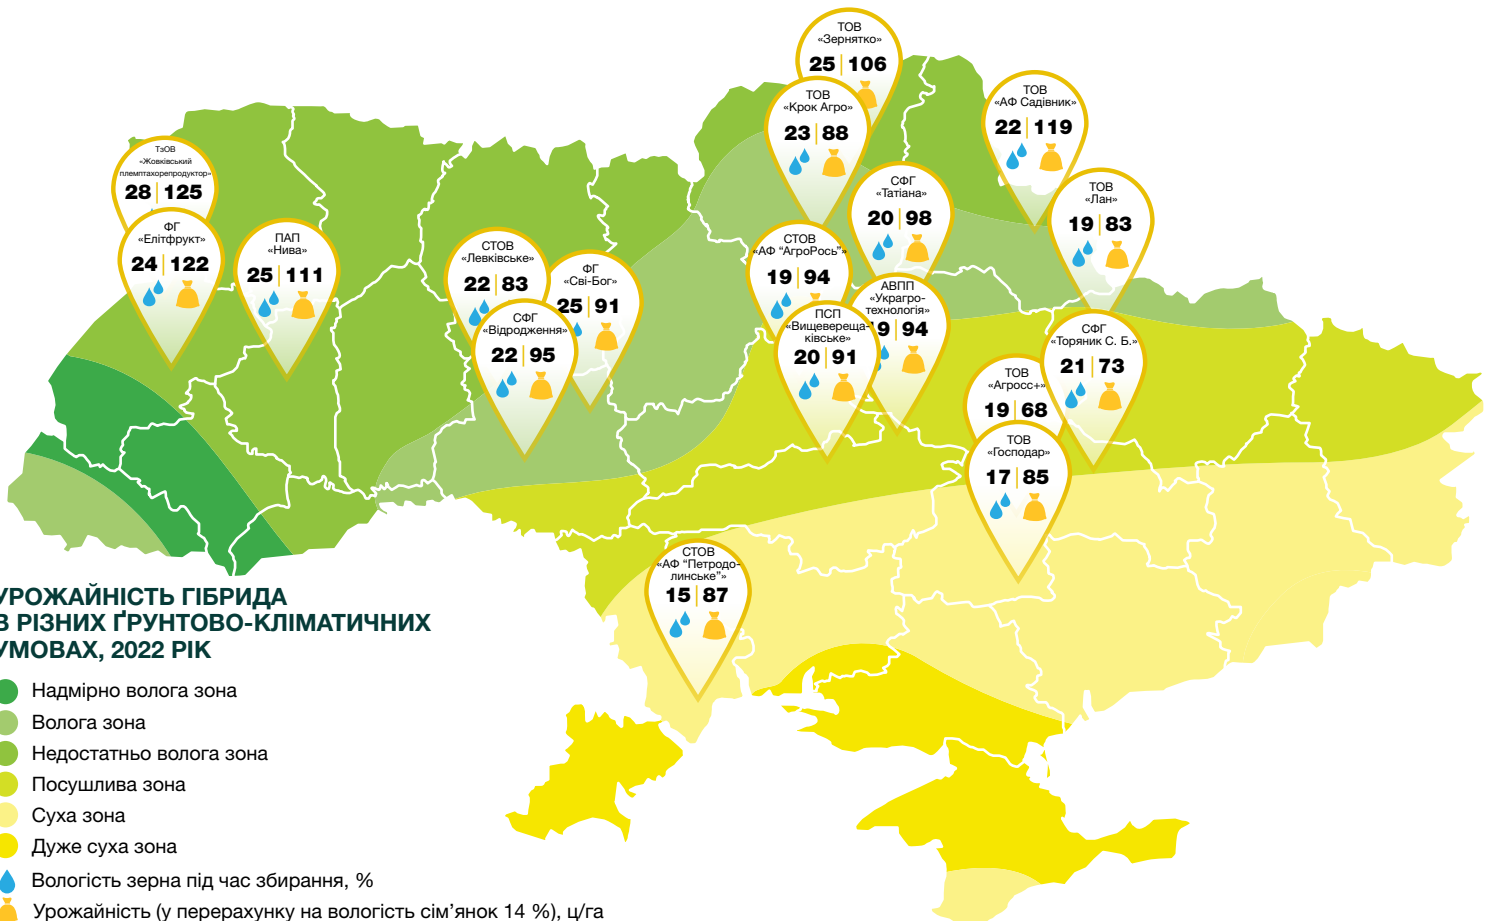 ТОВ
«Зернятко»
25 106
ТОВ
«Крок Агро»
23 88
ТОВ
«АФ Садівник»
22 119
ТзОВ
«Жовківський
племптахорепродуктор»
28 125
СФГ
«Татіана»
20 98
ТОВ
«Лан»
19 83
ФГ
«Елітфрукт»
24 122
ПАП
«Нива»
25 111
СТОВ
«Левківське»
22 83
ФГ
«Сві-Бог»
25 91
СТОВ
«АФ "АгроРось"»
19 94
АВПП
«Украгро-
технологія»
9 94
СФГ
«Відродження»
22 95
ПСП
«Вищевереща-
ківське»
20 91
СФГ
«Торяник С. Б.»
21 73
ТОВ
«Агросс+»
19 68
ТОВ
«Господар»
17 85
СТОВ
«АФ "Петродо-
линське"»
15 87
УРОЖАЙНІСТЬ ГІБРИДА
В РІЗНИХ ҐРУНТОВО-КЛІМАТИЧНИХ
УМОВАХ, 2022 РІК
Надмірно волога зона
Волога зона
Недостатньо волога зона
Посушлива зона
Суха зона
Дуже суха зона
Вологість зерна під час збирання, %
Урожайність (у перерахунку на вологість сім'янок 14 %), ц/га